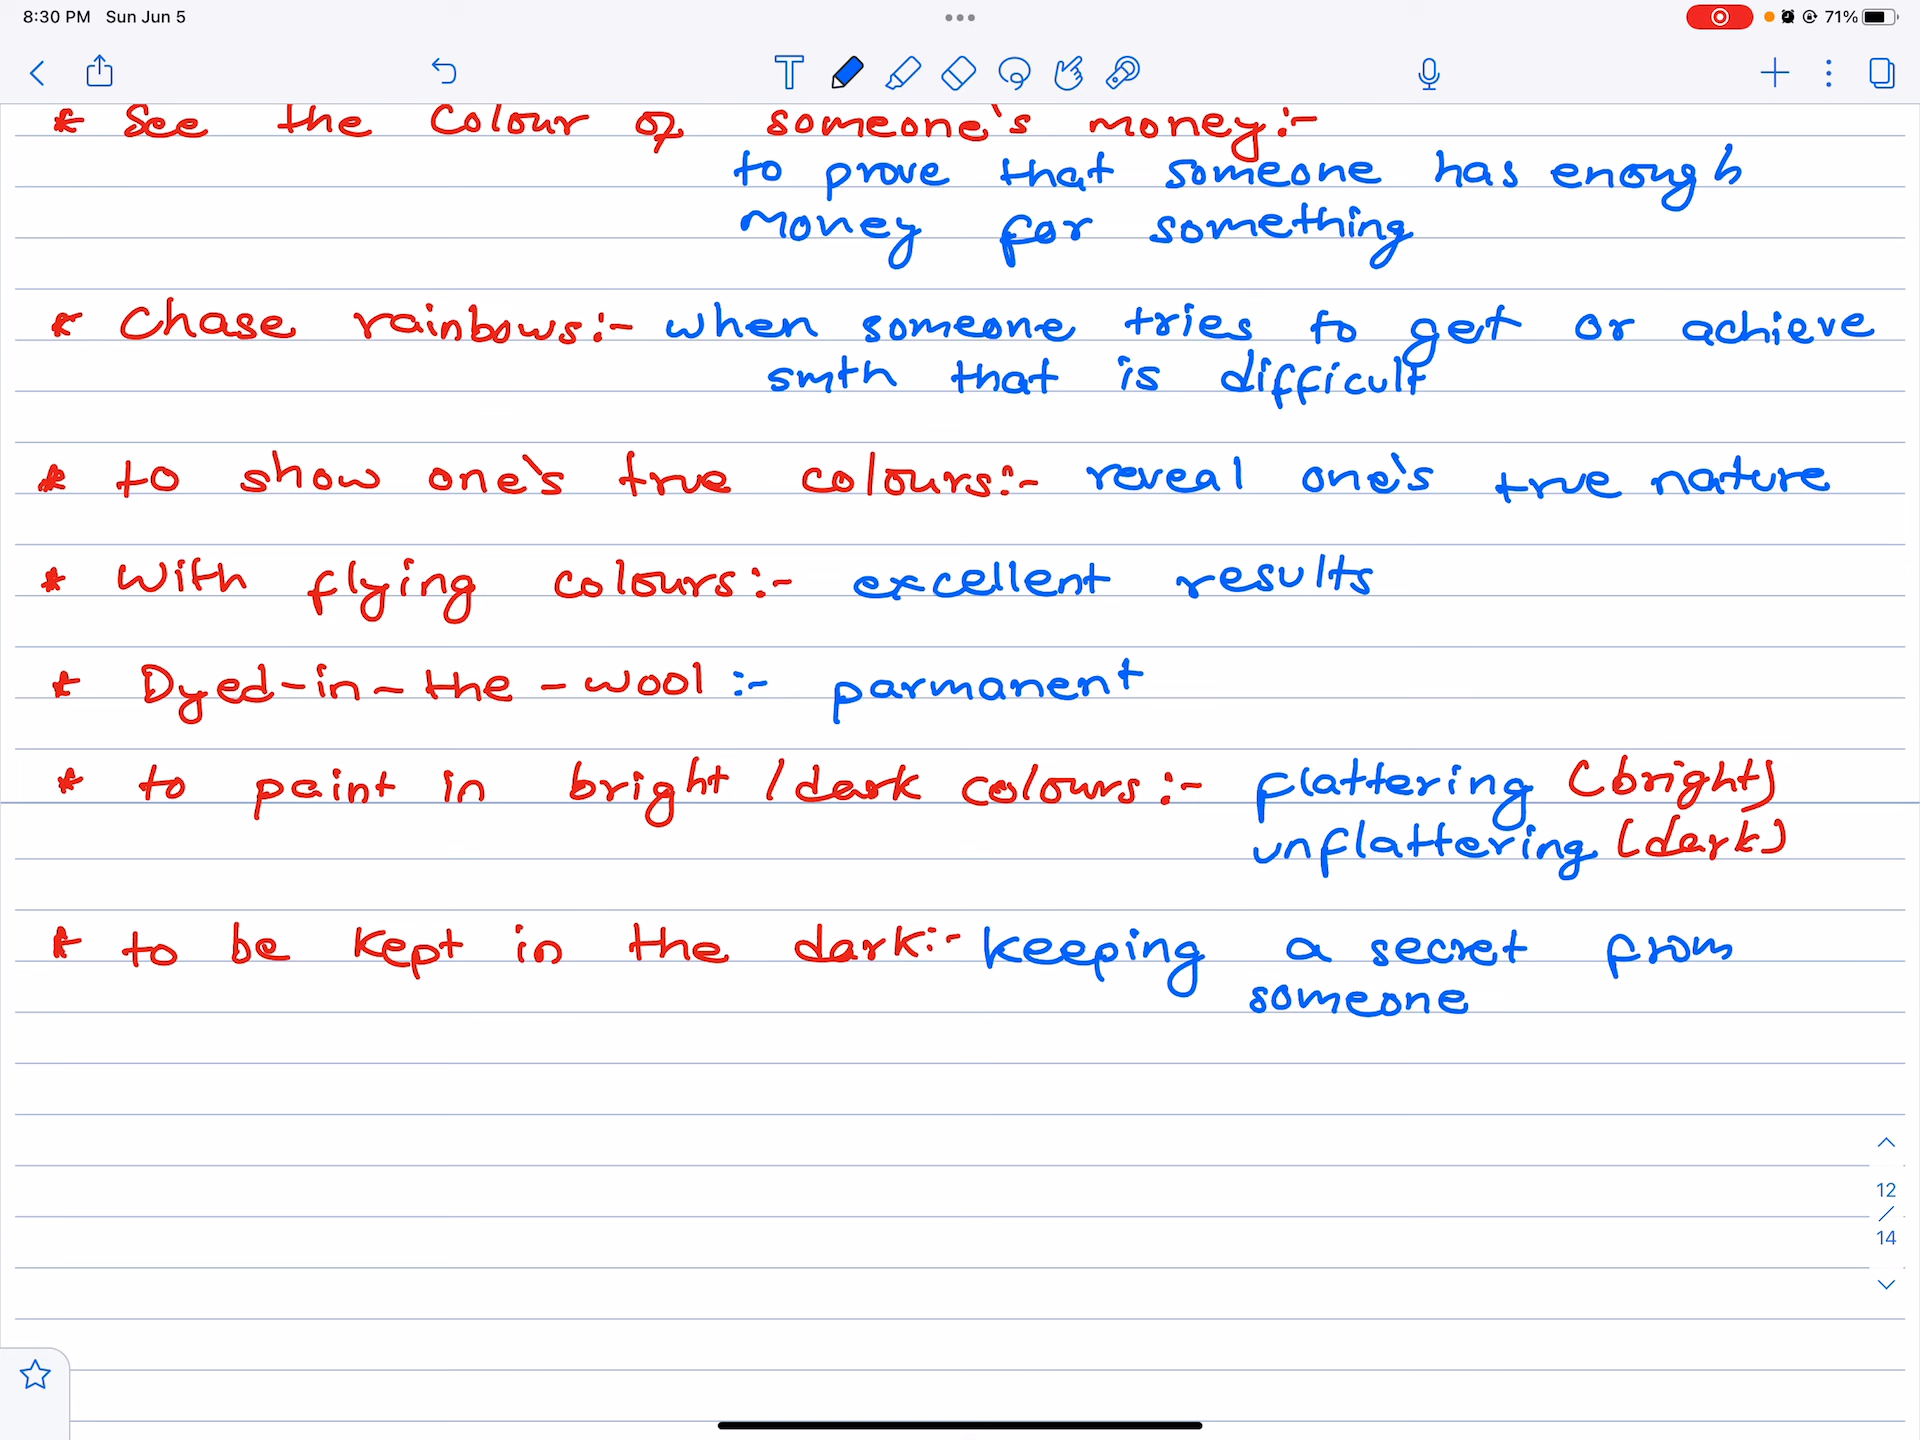 8:30 PM Sun Jun 5
71%
* See the Colour of someone's money:-
to prove that someone has enough
money for something
* Chase rainbows:- when someone tries to get or achieve
smth that is difficult
* to show one's true colours:- reveal one's true nature
* With flying colours:- excellent results
* Dyed-in-the-wool:- parmanent
* to paint in bright/dark colours:- flattering (bright)
unflattering (dark)
* to be kept in the dark:- keeping a secret from
someone
12
/
14